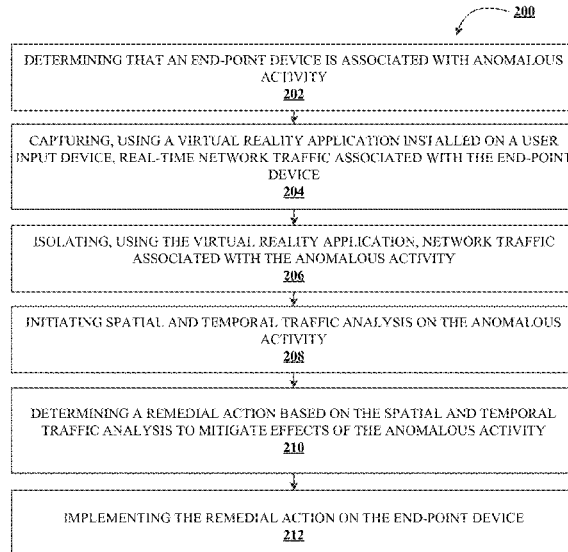 200
DETERMINING THAT AN END-POINT DEVICE IS ASSOCIATED WITH ANOMALOUS
ACTIVITY
202
CAPTURING, USING A VIRTUAL REALITY APPLICATION INSTALLED ON A USER
INPUT DEVICE, REAL-TIME NETWORK TRAFFIC ASSOCIATED WITH THE END-POINT
DEVICE
204
ISOLATING, USING THE VIRTUAL REALITY APPLICATION, NETWORK TRAFFIC
ASSOCIATED WITH THE ANOMALOUS ACTIVITY
206
INITIATING SPATIAL AND TEMPORAL TRAFFIC ANALYSIS ON THE ANOMALOUS
ACTIVITY
208
DETERMINING A REMEDIAL ACTION BASED ON THE SPATIAL AND TEMPORAL
TRAFFIC ANALYSIS TO MITIGATE EFFECTS OF THE ANOMALOUS ACTIVITY
210
IMPLEMENTING THE REMEDIAL ACTION ON THE END-POINT DEVICE
212